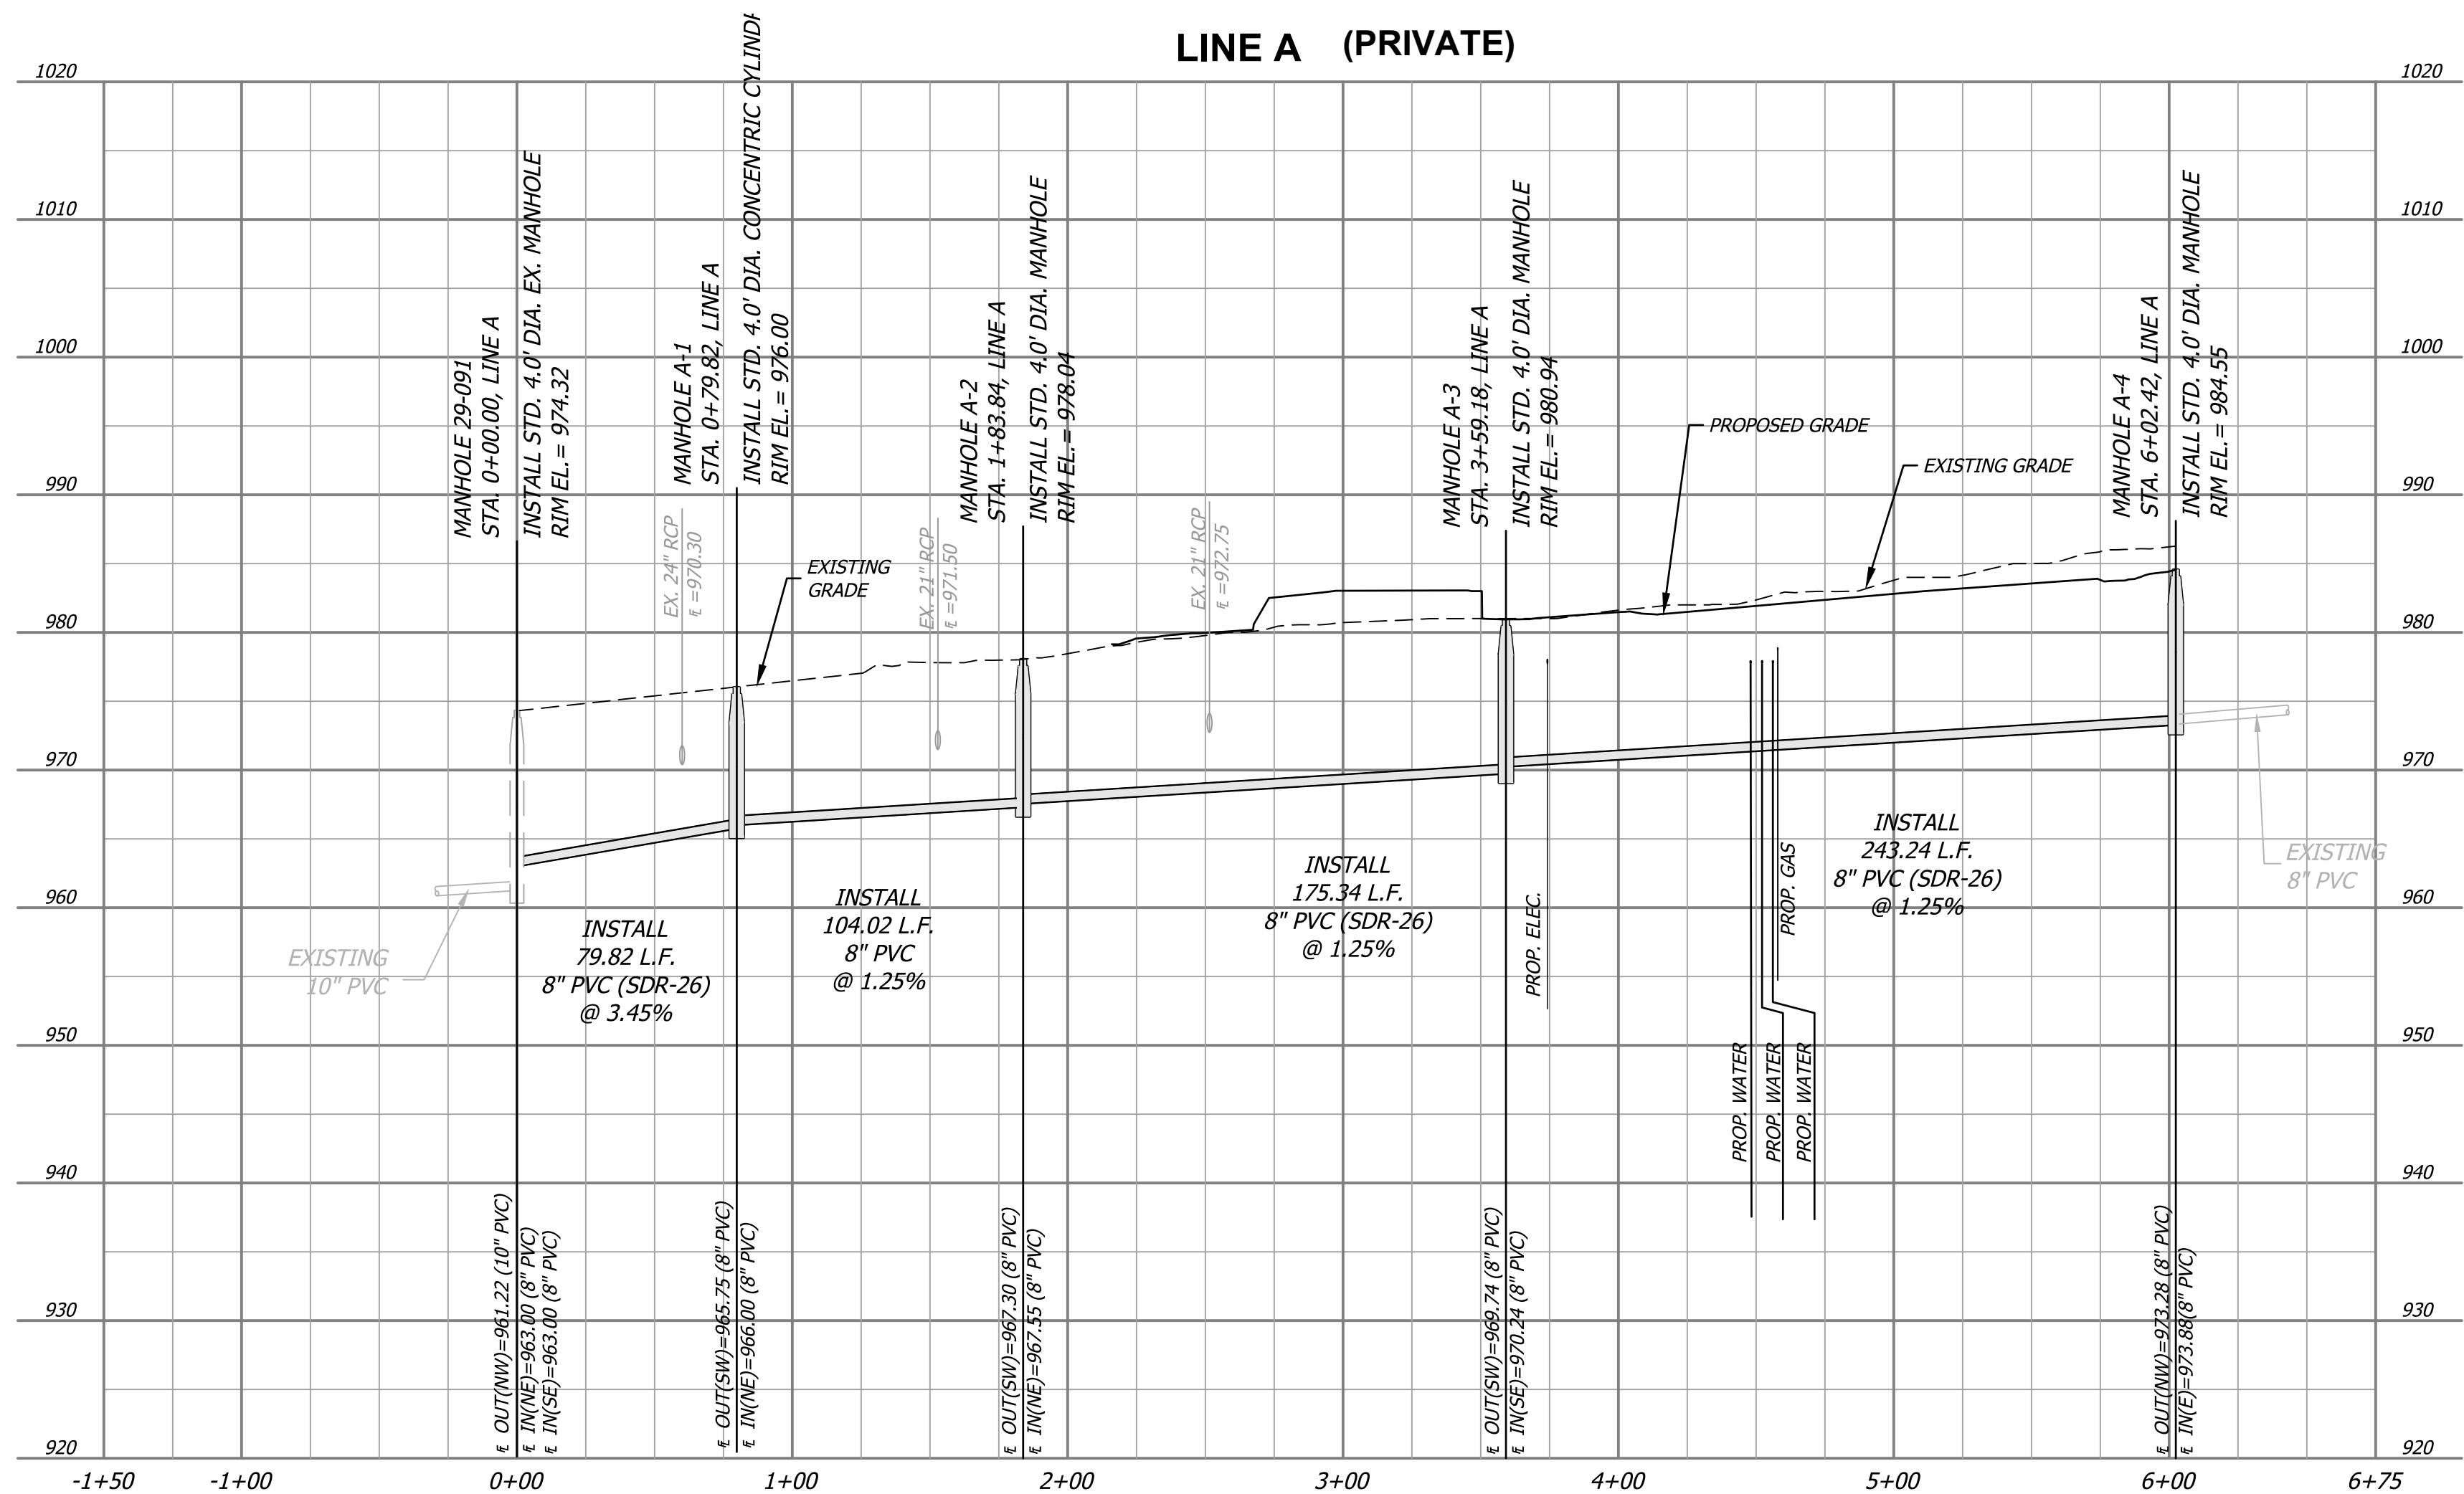 LINE A (PRIVATE)
1020
1020
1010
1010
1000
1000
990
990
980
980
970
970
960
960
950
950
940
940
930
930
920
920
MANHOLE 29-091
STA. 0+00.00, LINE A
INSTALL STD. 4.0' DIA. EX. MANHOLE
RIM EL.= 974.32
MANHOLE A-1
STA. 0+79.82, LINE A
INSTALL STD. 4.0' DIA. CONCENTRIC CYLINDR
RIM EL.= 976.00
MANHOLE A-2
STA. 1+83.84, LINE A
INSTALL STD. 4.0' DIA. MANHOLE
RIM EL.= 978.04
MANHOLE A-3
STA. 3+59.18, LINE A
INSTALL STD. 4.0' DIA. MANHOLE
RIM EL.= 980.94
MANHOLE A-4
STA. 6+02.42, LINE A
INSTALL STD. 4.0' DIA. MANHOLE
RIM EL.= 984.55
EX. 24" RCP
℄ =970.30
EX. 21" RCP
℄ =971.50
EX. 21" RCP
℄ =972.75
EXISTING
GRADE
PROPOSED GRADE
EXISTING GRADE
EXISTING
10" PVC
INSTALL
79.82 L.F.
8" PVC (SDR-26)
@ 3.45%
INSTALL
104.02 L.F.
8" PVC
@ 1.25%
INSTALL
175.34 L.F.
8" PVC (SDR-26)
@ 1.25%
PROP. ELEC.
PROP. GAS
INSTALL
243.24 L.F.
8" PVC (SDR-26)
@ 1.25%
EXISTING
8" PVC
PROP. WATER
PROP. WATER
PROP. WATER
℄ OUT(NW)=961.22 (10" PVC)
℄ IN(NE)=963.00 (8" PVC)
℄ IN(SE)=963.00 (8" PVC)
℄ OUT(SW)=965.75 (8" PVC)
℄ IN(NE)=966.00 (8" PVC)
℄ OUT(SW)=967.30 (8" PVC)
℄ IN(NE)=967.55 (8" PVC)
℄ OUT(SW)=969.74 (8" PVC)
℄ IN(SE)=970.24 (8" PVC)
℄ OUT(NW)=973.28 (8" PVC)
℄ IN(E)=973.88(8" PVC)
-1+50
-1+00
0+00
1+00
2+00
3+00
4+00
5+00
6+00
6+75